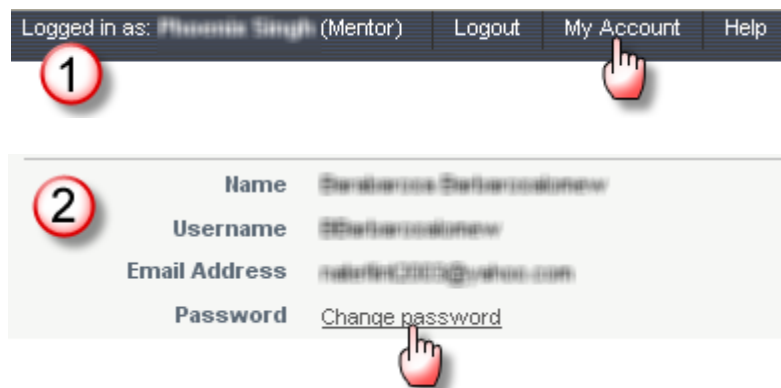 Logged in as: (Mentor) Logout My Account Help
1
2
Name
Username
Email Address
Password Change password